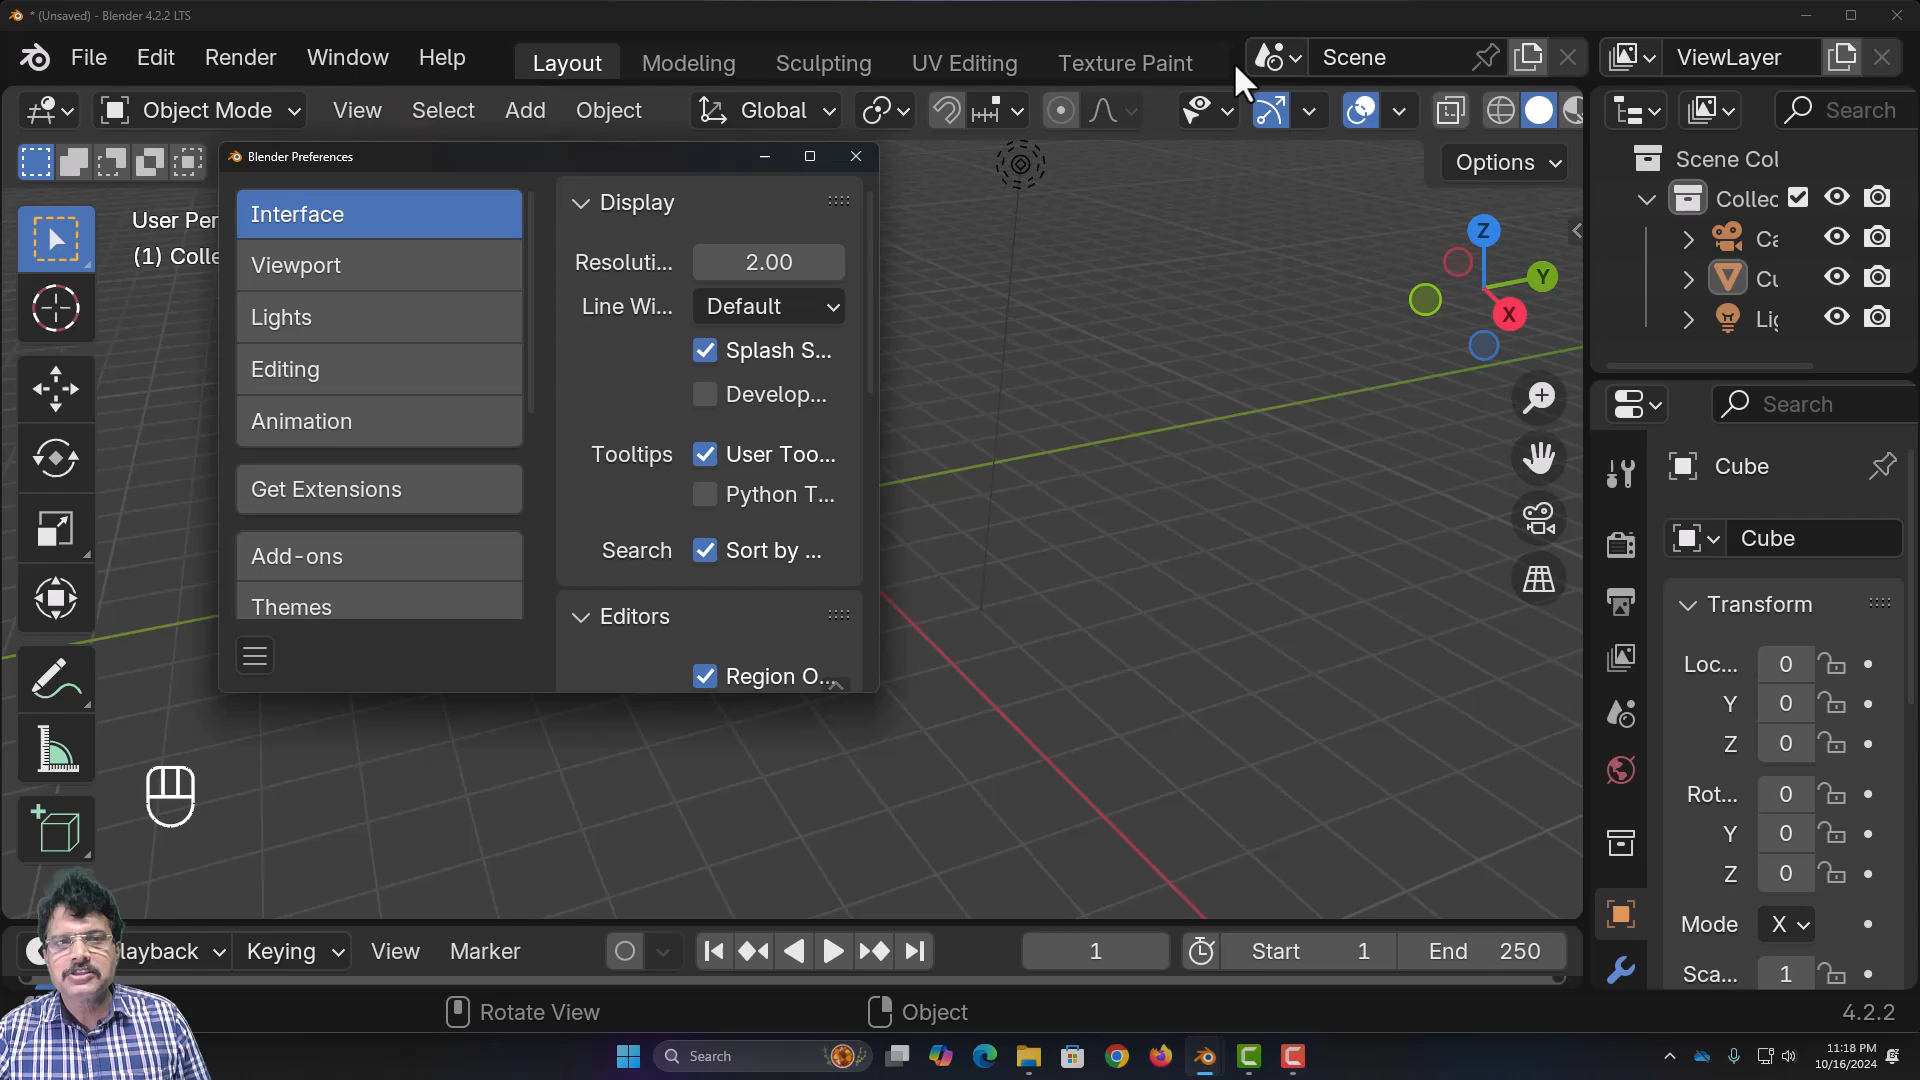 * (Unsaved) - Blender 4.2.2 LTS
File Edit Render Window Help Layout Modeling Sculpting UV Editing Texture Paint Scene ViewLayer
Object Mode View Select Add Object Global Search
Options
Blender Preferences
User Per
(1) Colle
Interface
Viewport
Lights
Editing
Animation
Get Extensions
Add-ons
Themes
Display
Resoluti... 2.00
Line Wi... Default
Splash S...
Develop...
Tooltips User Too...
Python T...
Search Sort by ...
Editors
Region O...
Z
Y
X
Scene Col
Collec
Ca
Cu
Lig
Search
Cube
Cube
Transform
Loc... 0
Y 0
Z 0
Rot... 0
Y 0
Z 0
Mode X
Sca... 1
layback Keying View Marker 1 Start 1 End 250
Rotate View Object 4.2.2
Search
11:18 PM
10/16/2024